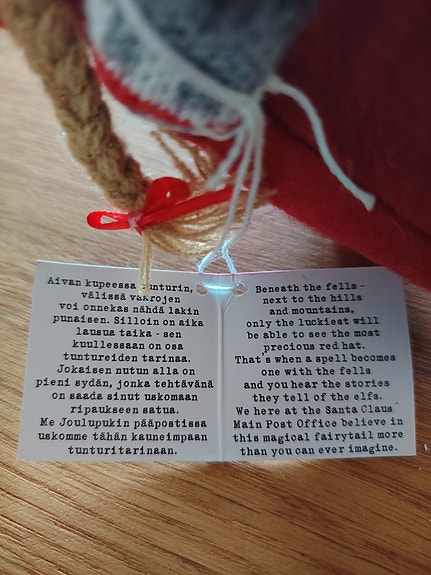 Aivan kupeessa tunturin,
välissä vaarojen
voi onnekas nähdä lakin
punaisen. Silloin on aika
lausua taika - sen
kuullessaan on osa
tuntureiden tarinaa.
Jokaisen nutun alla on
pieni sydän, jonka tehtävänä
on saada sinut uskomaan
ripaukseen satua.
Me Joulupukin pääpostissa
uskomme tähän kauneimpaan
tunturitarinaan.
Beneath the fells -
next to the hills
and mountains,
only the luckiest will
be able to see the most
precious red hat.
That's when a spell becomes
one with the fells
and you hear the stories
they tell of the elfs.
We here at the Santa Claus
Main Post Office believe in
this magical fairytail more
than you can ever imagine.